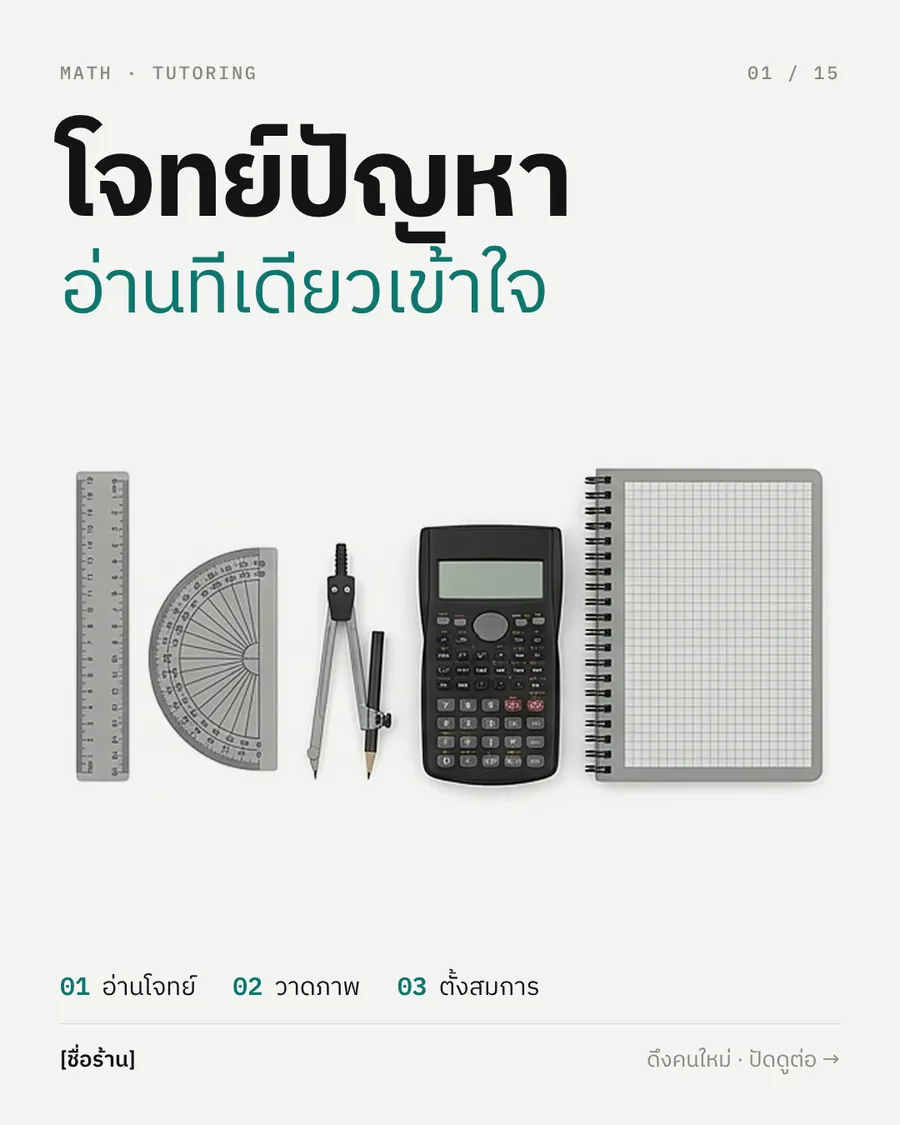 MATH · TUTORING
01 / 15
โจทย์ปัญหา
อ่านทีเดียวเข้าใจ
01 อ่านโจทย์ 02 วาดภาพ 03 ตั้งสมการ
[ชื่อร้าน]
ดึงคนใหม่ · ปัดดูต่อ →